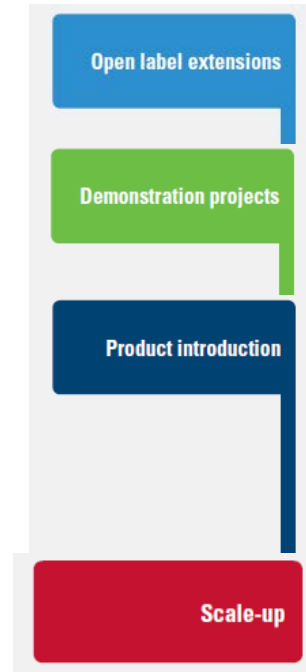 Open label extensions
Demonstration projects
Product introduction
Scale-up